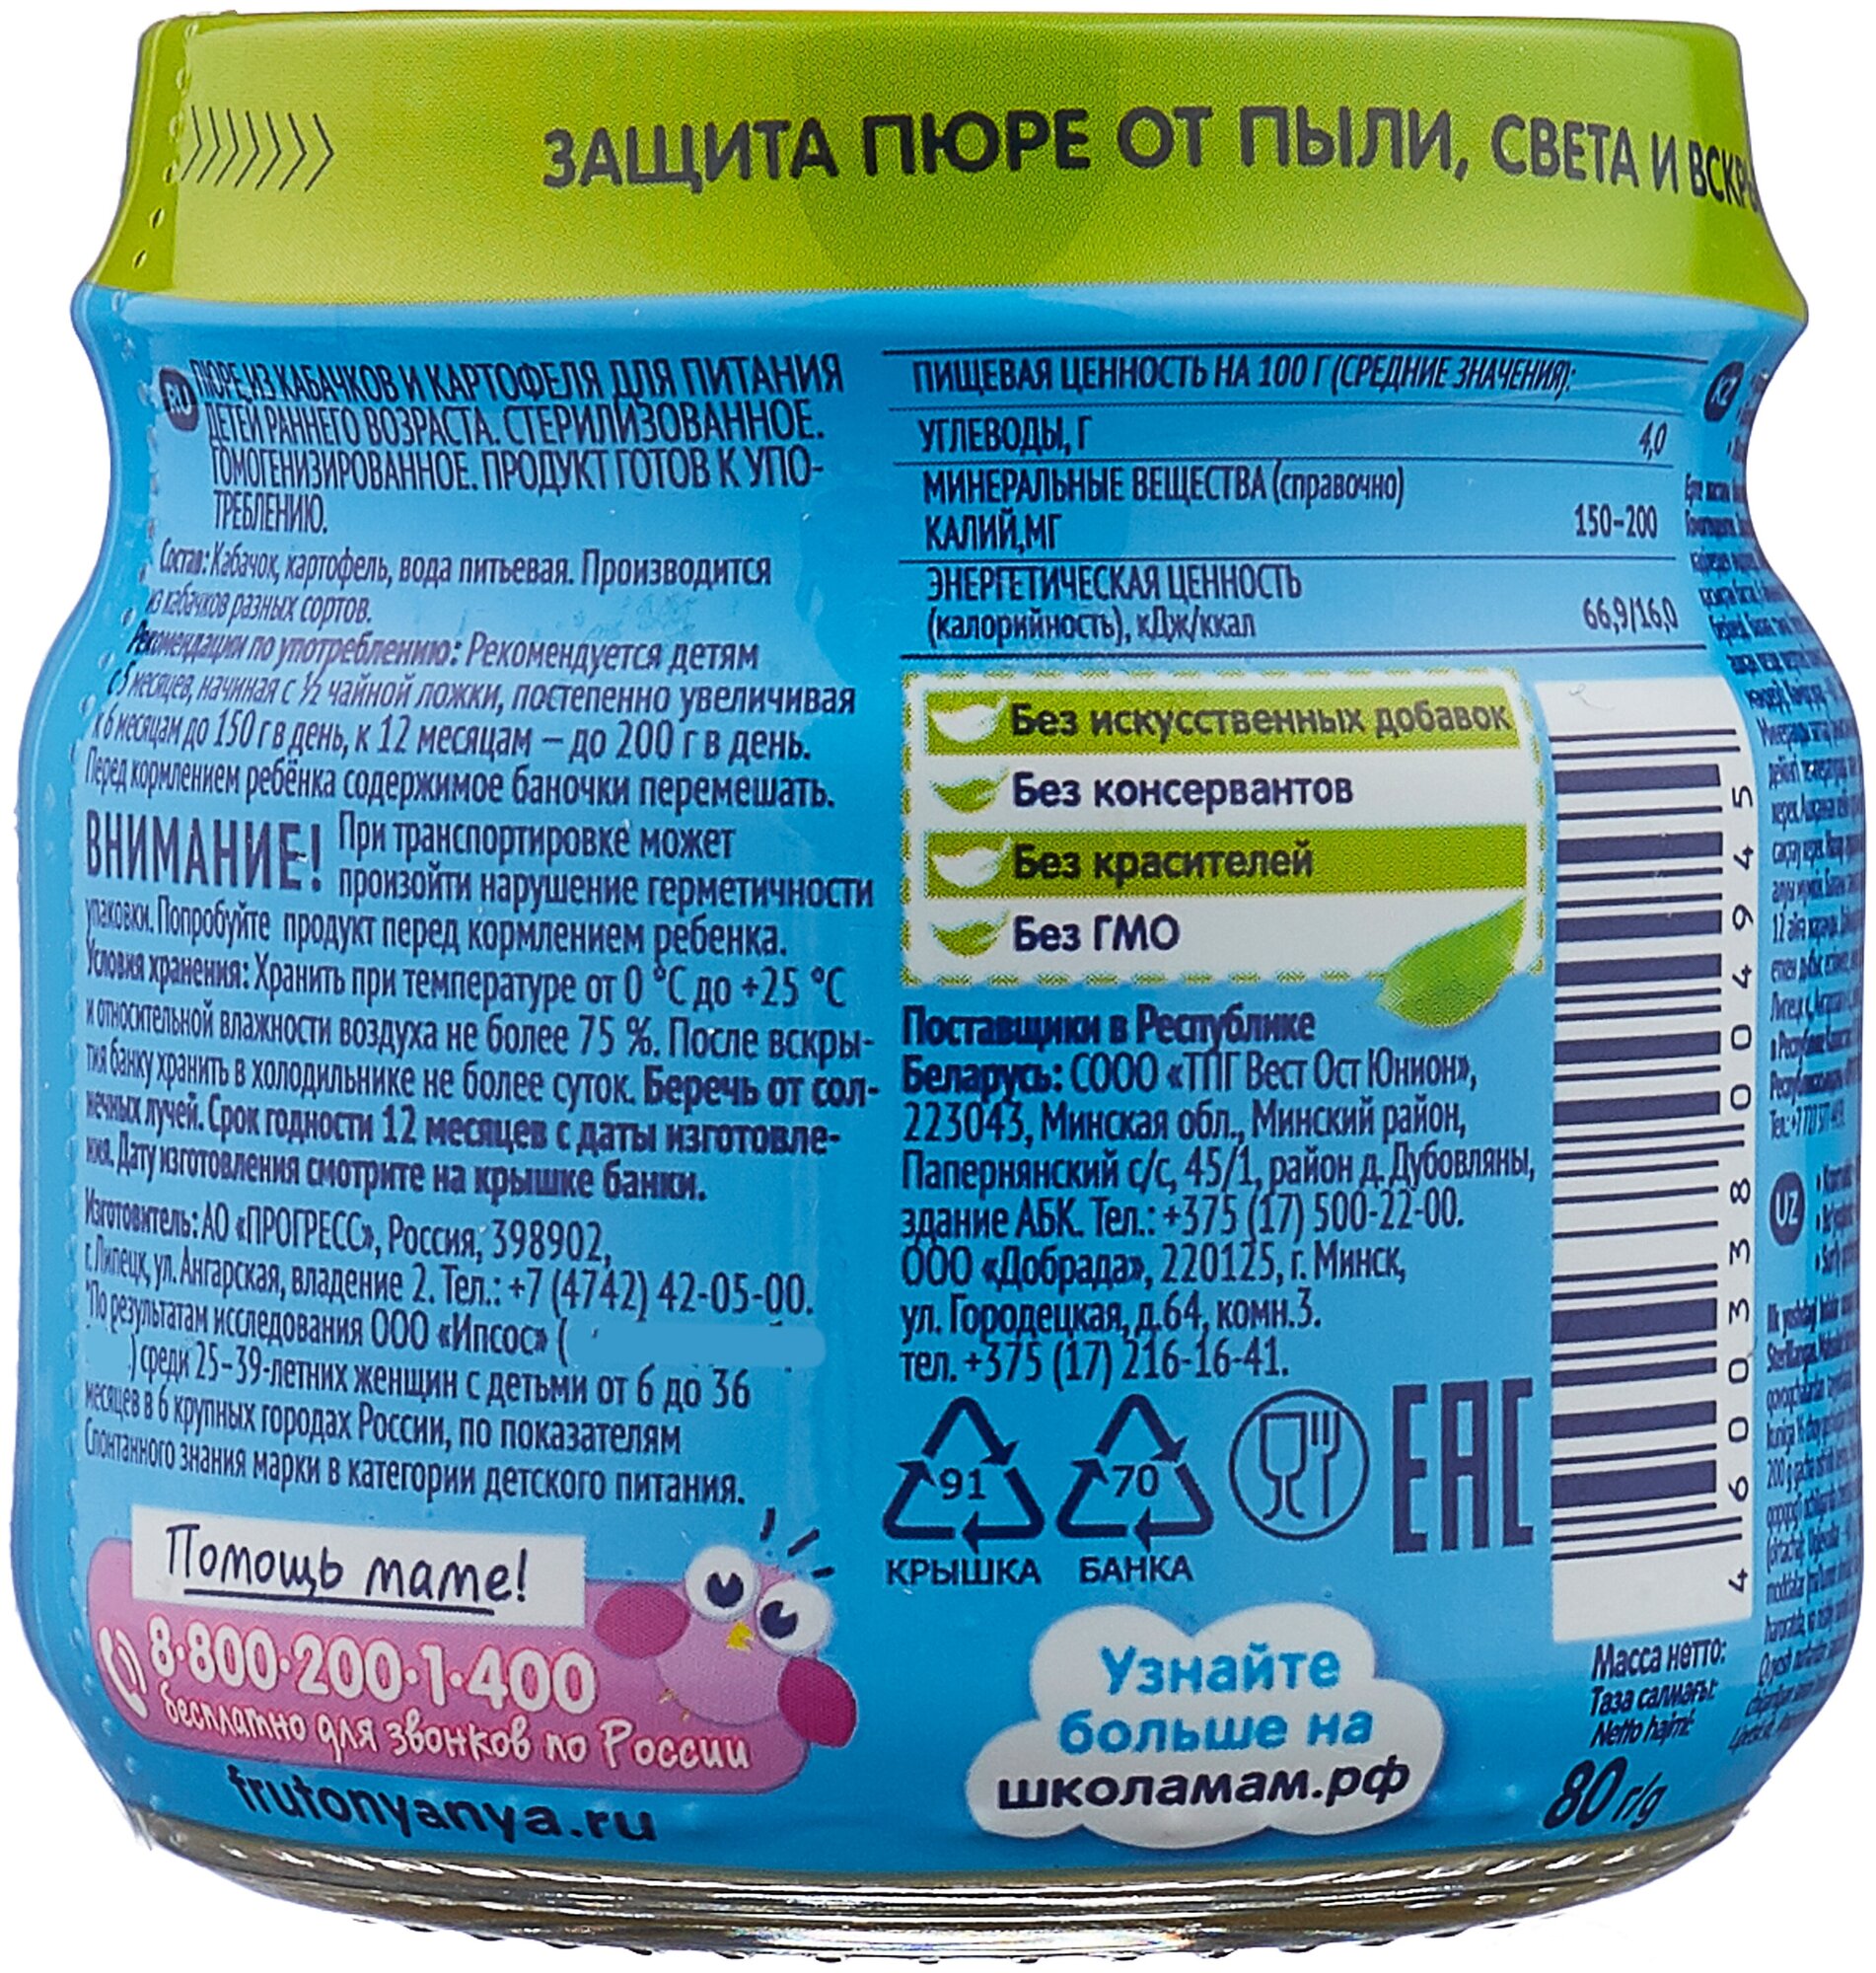 ЗАЩИТА ПЮРЕ ОТ ПЫЛИ, СВЕТА И
RU ПЮРЕ ИЗ КАБАЧКОВ И КАРТОФЕЛЯ ДЛЯ ПИТАНИЯ
ДЕТЕЙ РАННЕГО ВОЗРАСТА. СТЕРИЛИЗОВАННОЕ.
ГОМОГЕНИЗИРОВАННОЕ. ПРОДУКТ ГОТОВ К УПО-
ТРЕБЛЕНИЮ.
Состав: Кабачок, картофель, вода питьевая. Производится
из кабачков разных сортов.
Рекомендации по употреблению: Рекомендуется детям
с 5 месяцев, начиная с ½ чайной ложки, постепенно увеличивая
к 6 месяцам до 150 г в день, к 12 месяцам – до 200 г в день.
Перед кормлением ребёнка содержимое баночки перемешать.
ВНИМАНИЕ! При транспортировке может
произойти нарушение герметичности
упаковки. Попробуйте продукт перед кормлением ребенка.
Условия хранения: Хранить при температуре от 0 °С до +25 °С
и относительной влажности воздуха не более 75 %. После вскры-
тия банку хранить в холодильнике не более суток. Беречь от сол-
нечных лучей. Срок годности 12 месяцев с даты изготовле-
ния. Дату изготовления смотрите на крышке банки.
Изготовитель: АО «ПРОГРЕСС», Россия, 398902,
г. Липецк, ул. Ангарская, владение 2. Тел.: +7 (4742) 42-05-00.
*По результатам исследования ООО «Ипсос» (
) среди 25–39-летних женщин с детьми от 6 до 36
месяцев в 6 крупных городах России, по показателям
Спонтанного знания марки в категории детского питания.
Помощь маме!
8·800·200·1·400
бесплатно для звонков по России
frutonyanya.ru
ПИЩЕВАЯ ЦЕННОСТЬ НА 100 Г (СРЕДНИЕ ЗНАЧЕНИЯ):
УГЛЕВОДЫ, Г 4,0
МИНЕРАЛЬНЫЕ ВЕЩЕСТВА (справочно)
КАЛИЙ,МГ 150–200
ЭНЕРГЕТИЧЕСКАЯ ЦЕННОСТЬ
(калорийность), кДж/ккал 66,9/16,0
Без искусственных добавок
Без консервантов
Без красителей
Без ГМО
Поставщики в Республике
Беларусь: СООО «ТПГ Вест Ост Юнион»,
223043, Минская обл., Минский район,
Папернянский с/с, 45/1, район д.Дубовляны,
здание АБК. Тел.: +375 (17) 500-22-00.
ООО «Добрада», 220125, г. Минск,
ул. Городецкая, д.64, комн.3.
тел. +375 (17) 216-16-41.
91
КРЫШКА
70
БАНКА
EAC
Узнайте
больше на
школамам.рф
4 603380 049 45
Масса нетто:
Таза салмағы:
Netto hajmi:
80 г/g
KZ
UZ